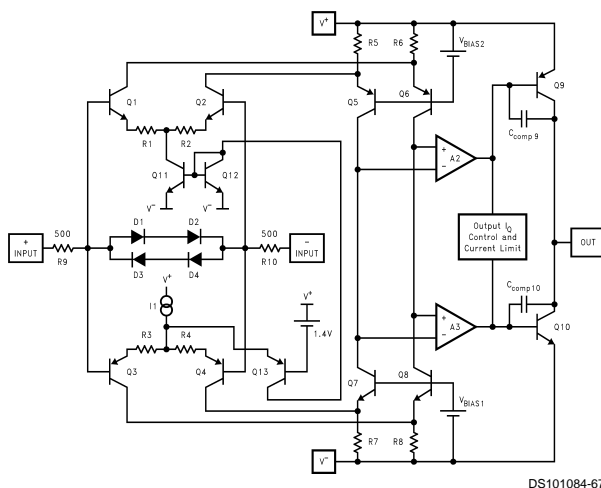 V+
R5
R6
VBIAS2
Q1
Q2
Q5
Q6
Q9
R1
R2
Ccomp9
A2
+
−
Q11
Q12
V−
V−
D1
D2
+
INPUT
500
R9
500
R10
−
INPUT
D3
D4
Output IQ
Control and
Current Limit
OUT
V+
I1
V+
1.4V
Ccomp10
R3
R4
+
−
A3
Q10
Q3
Q4
Q13
Q7
Q8
VBIAS1
R7
R8
V−
DS101084-67